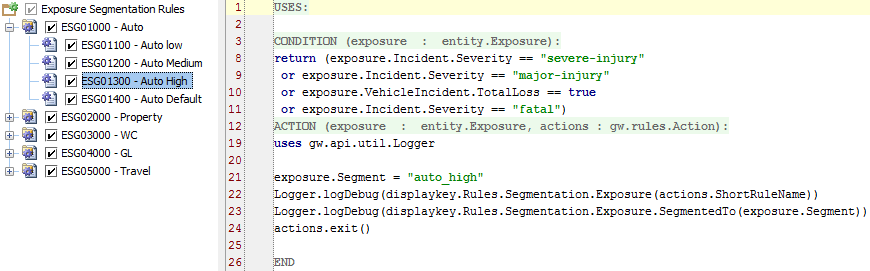 Exposure Segmentation Rules
ESG01000 - Auto
ESG01100 - Auto low
ESG01200 - Auto Medium
ESG01300 - Auto High
ESG01400 - Auto Default
ESG02000 - Property
ESG03000 - WC
ESG04000 - GL
ESG05000 - Travel
1 USES:
2
3 CONDITION (exposure : entity.Exposure):
8 return (exposure.Incident.Severity == "severe-injury"
9 or exposure.Incident.Severity == "major-injury"
10 or exposure.VehicleIncident.TotalLoss == true
11 or exposure.Incident.Severity == "fatal")
12 ACTION (exposure : entity.Exposure, actions : gw.rules.Action):
19 uses gw.api.util.Logger
20
21 exposure.Segment = "auto_high"
22 Logger.logDebug(displaykey.Rules.Segmentation.Exposure(actions.ShortRuleName))
23 Logger.logDebug(displaykey.Rules.Segmentation.Exposure.SegmentedTo(exposure.Segment))
24 actions.exit()
25
26 END